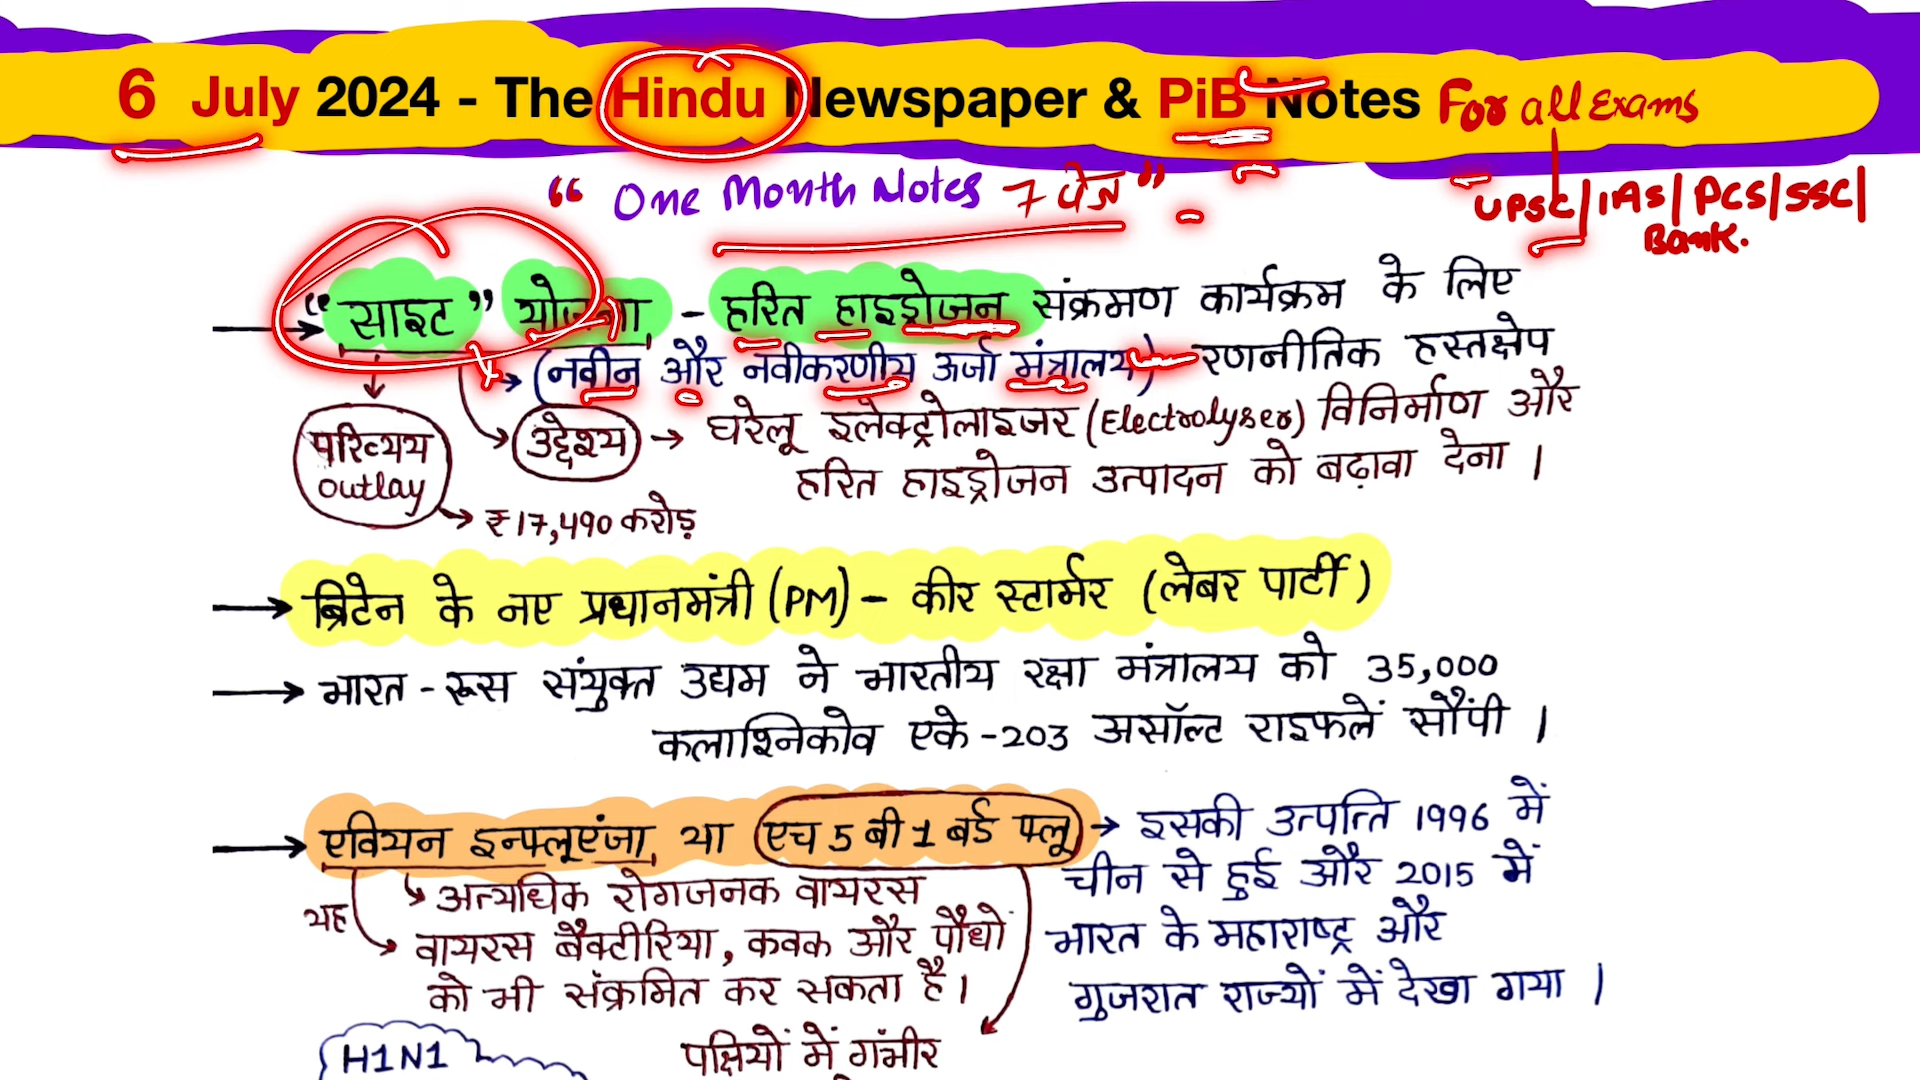 6 July 2024 - The Hindu Newspaper & PiB Notes For all Exams
“ One Month Notes 7 पेज ”
UPSC/IAS/PCS/SSC/
Bank.
“साइट” योजना - हरित हाइड्रोजन संक्रमण कार्यक्रम के लिए
(नवीन और नवीकरणीय ऊर्जा मंत्रालय) रणनीतिक हस्तक्षेप
परिव्यय
outlay
उद्देश्य → घरेलू इलेक्ट्रोलाइजर (Electrolyser) विनिर्माण और
हरित हाइड्रोजन उत्पादन को बढ़ावा देना ।
→ ₹17,490 करोड़
→ ब्रिटेन के नए प्रधानमंत्री (PM) - कीर स्टार्मर (लेबर पार्टी)
→ भारत - रूस संयुक्त उद्यम ने भारतीय रक्षा मंत्रालय को 35,000
कलाश्निकोव एके -203 असॉल्ट राइफलें सौंपी ।
→ एवियन इन्फ्लूएंजा या एच 5 बी 1 बर्ड फ्लू → इसकी उत्पत्ति 1996 में
चीन से हुई और 2015 में
भारत के महाराष्ट्र और
गुजरात राज्यों में देखा गया ।
अत्यधिक रोगजनक वायरस
यह
वायरस बैक्टीरिया, कवक और पौधों
को भी संक्रमित कर सकता है।
पक्षियों में गंभीर
H1N1